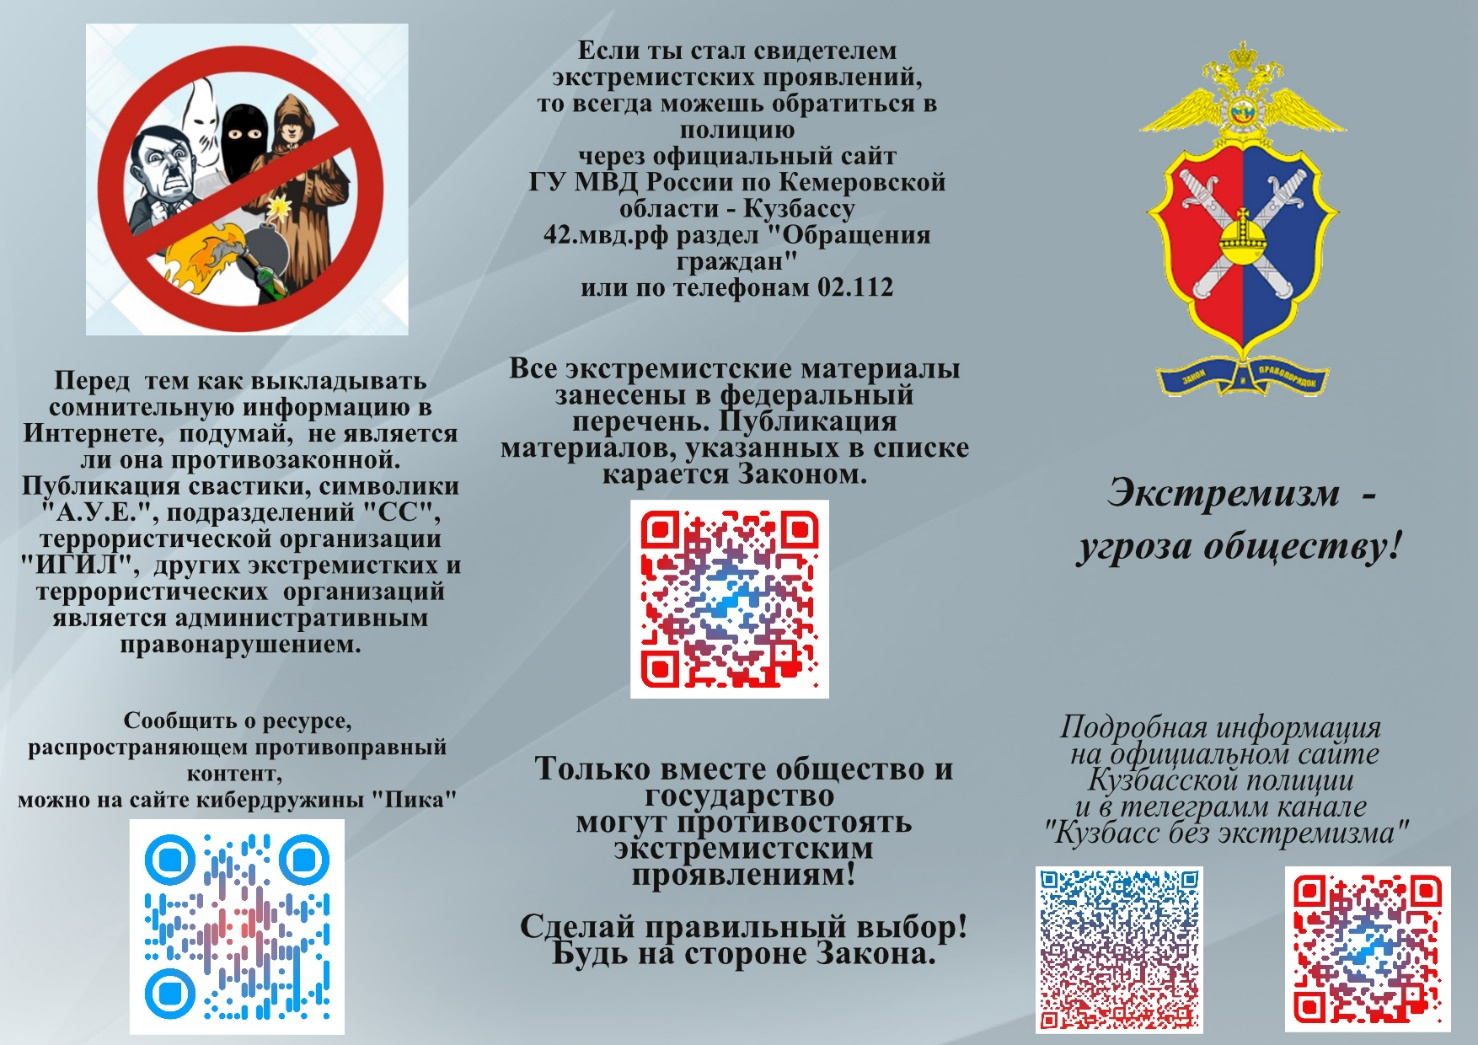 Перед тем как выкладывать
сомнительную информацию в
Интернете, подумай, не является
ли она противозаконной.
Публикация свастики, символики
"А.У.Е.", подразделений "СС",
террористической организации
"ИГИЛ", других экстремистких и
террористических организаций
является административным
правонарушением.
Сообщить о ресурсе,
распространяющем противоправный
контент,
можно на сайте кибердружины "Пика"
Если ты стал свидетелем
экстремистских проявлений,
то всегда можешь обратиться в
полицию
через официальный сайт
ГУ МВД России по Кемеровской
области - Кузбассу
42.мвд.рф раздел "Обращения
граждан"
или по телефонам 02.112
Все экстремистские материалы
занесены в федеральный
перечень. Публикация
материалов, указанных в списке
карается Законом.
Только вместе общество и
государство
могут противостоять
экстремистским
проявлениям!
Сделай правильный выбор!
Будь на стороне Закона.
ЗАКОН И ПРАВОПОРЯДОК
Экстремизм -
угроза обществу!
Подробная информация
на официальном сайте
Кузбасской полиции
и в телеграмм канале
"Кузбасс без экстремизма"